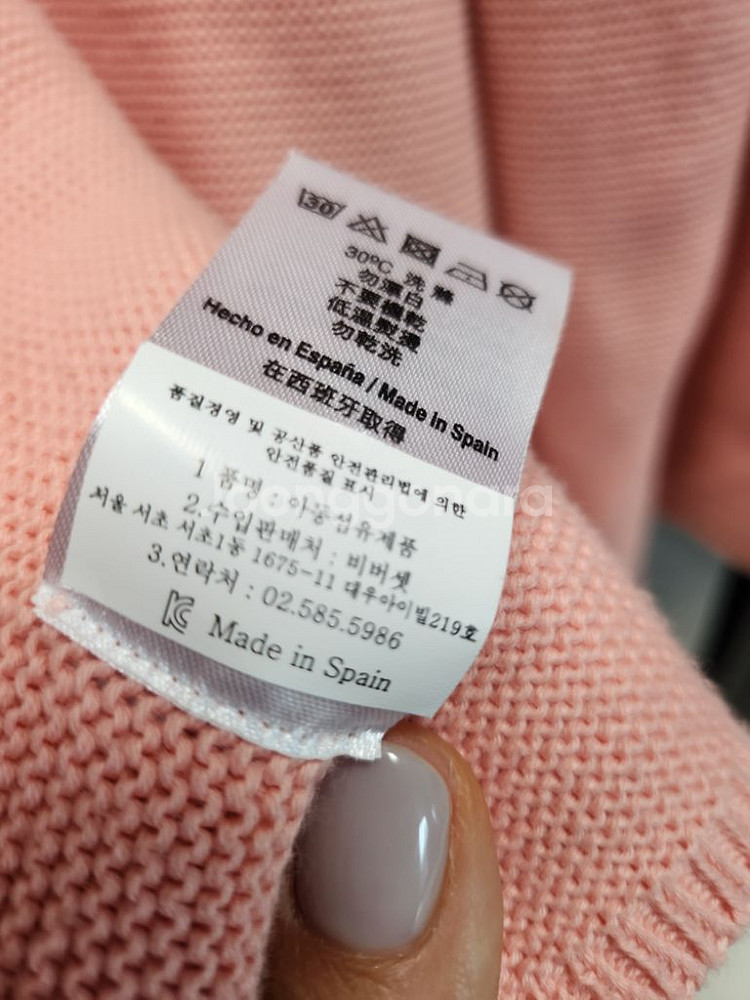 30
30ºC 洗滌
勿漂白
不要攪乾
低溫熨燙
勿乾洗
Hecho en España / Made in Spain
在西班牙取得
품질경영 및 공산품 안전관리법에 의한
안전품질 표시
1 품명 : 아동섬유제품
2.수입판매처 : 비버셋
서울 서초 서초1동 1675-11 대우아이빌219호
3.연락처 : 02.585.5986
Made in Spain
Joonggonara